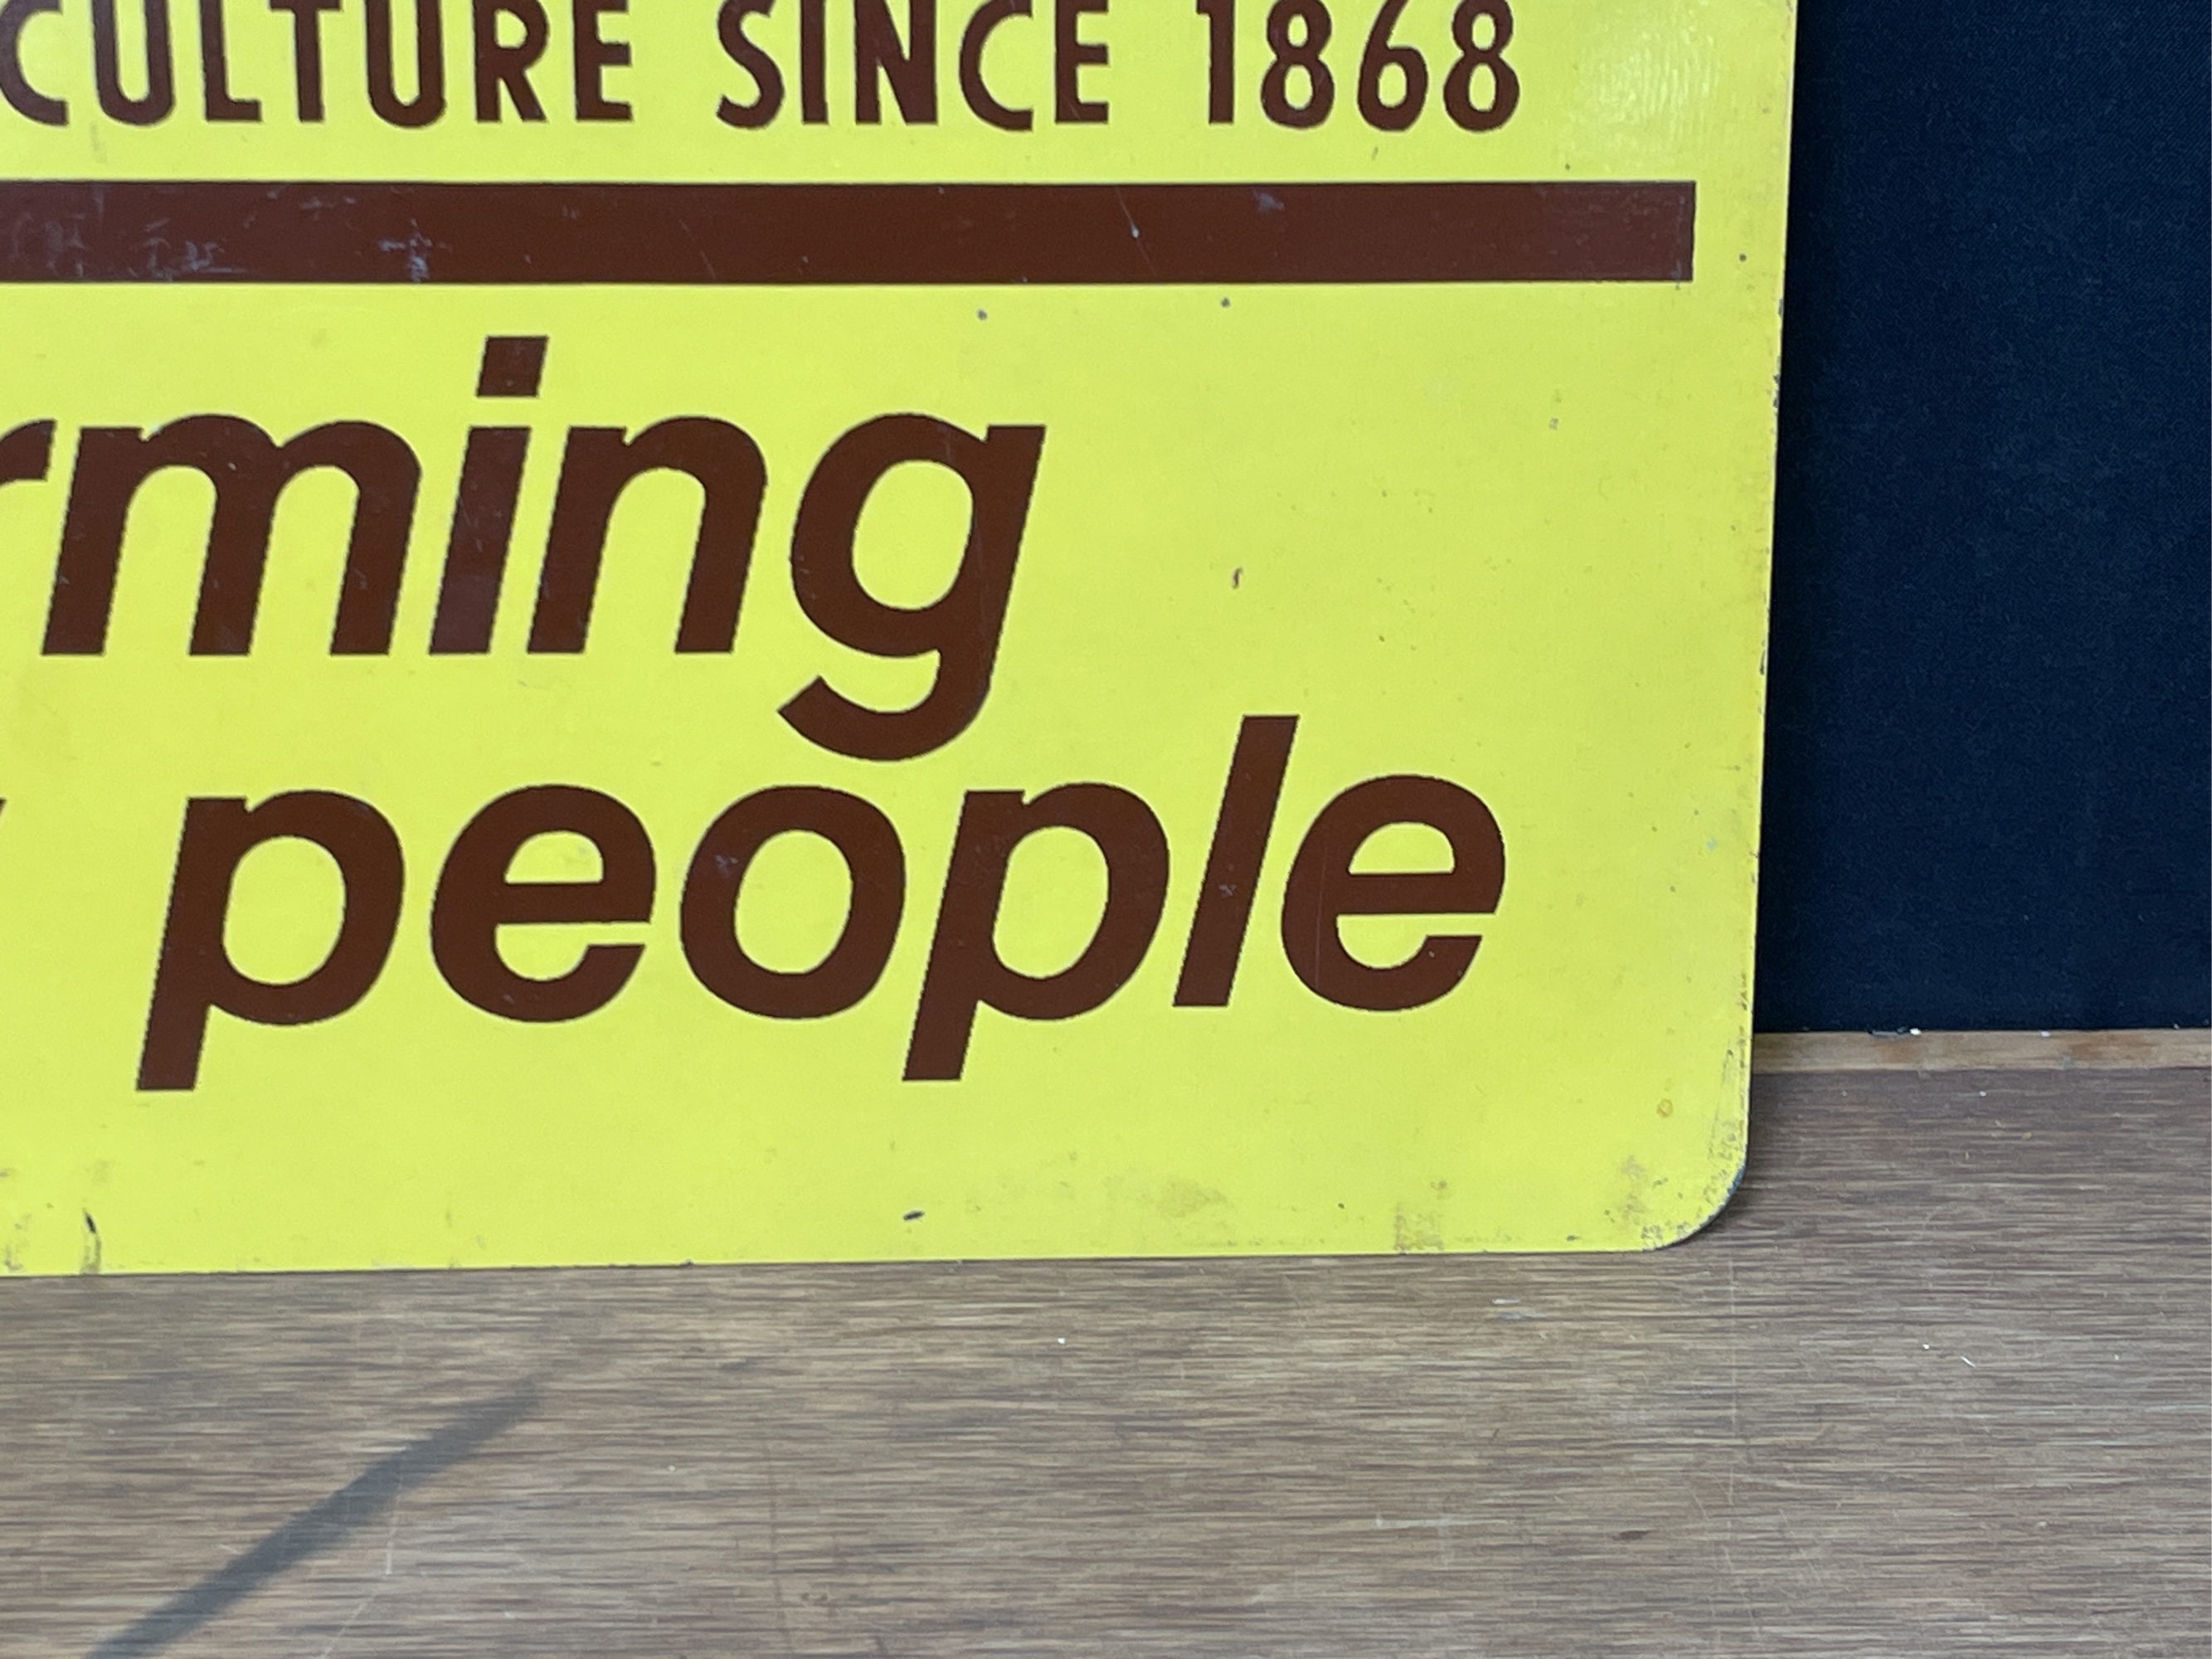 CULTURE SINCE 1868
rming
people